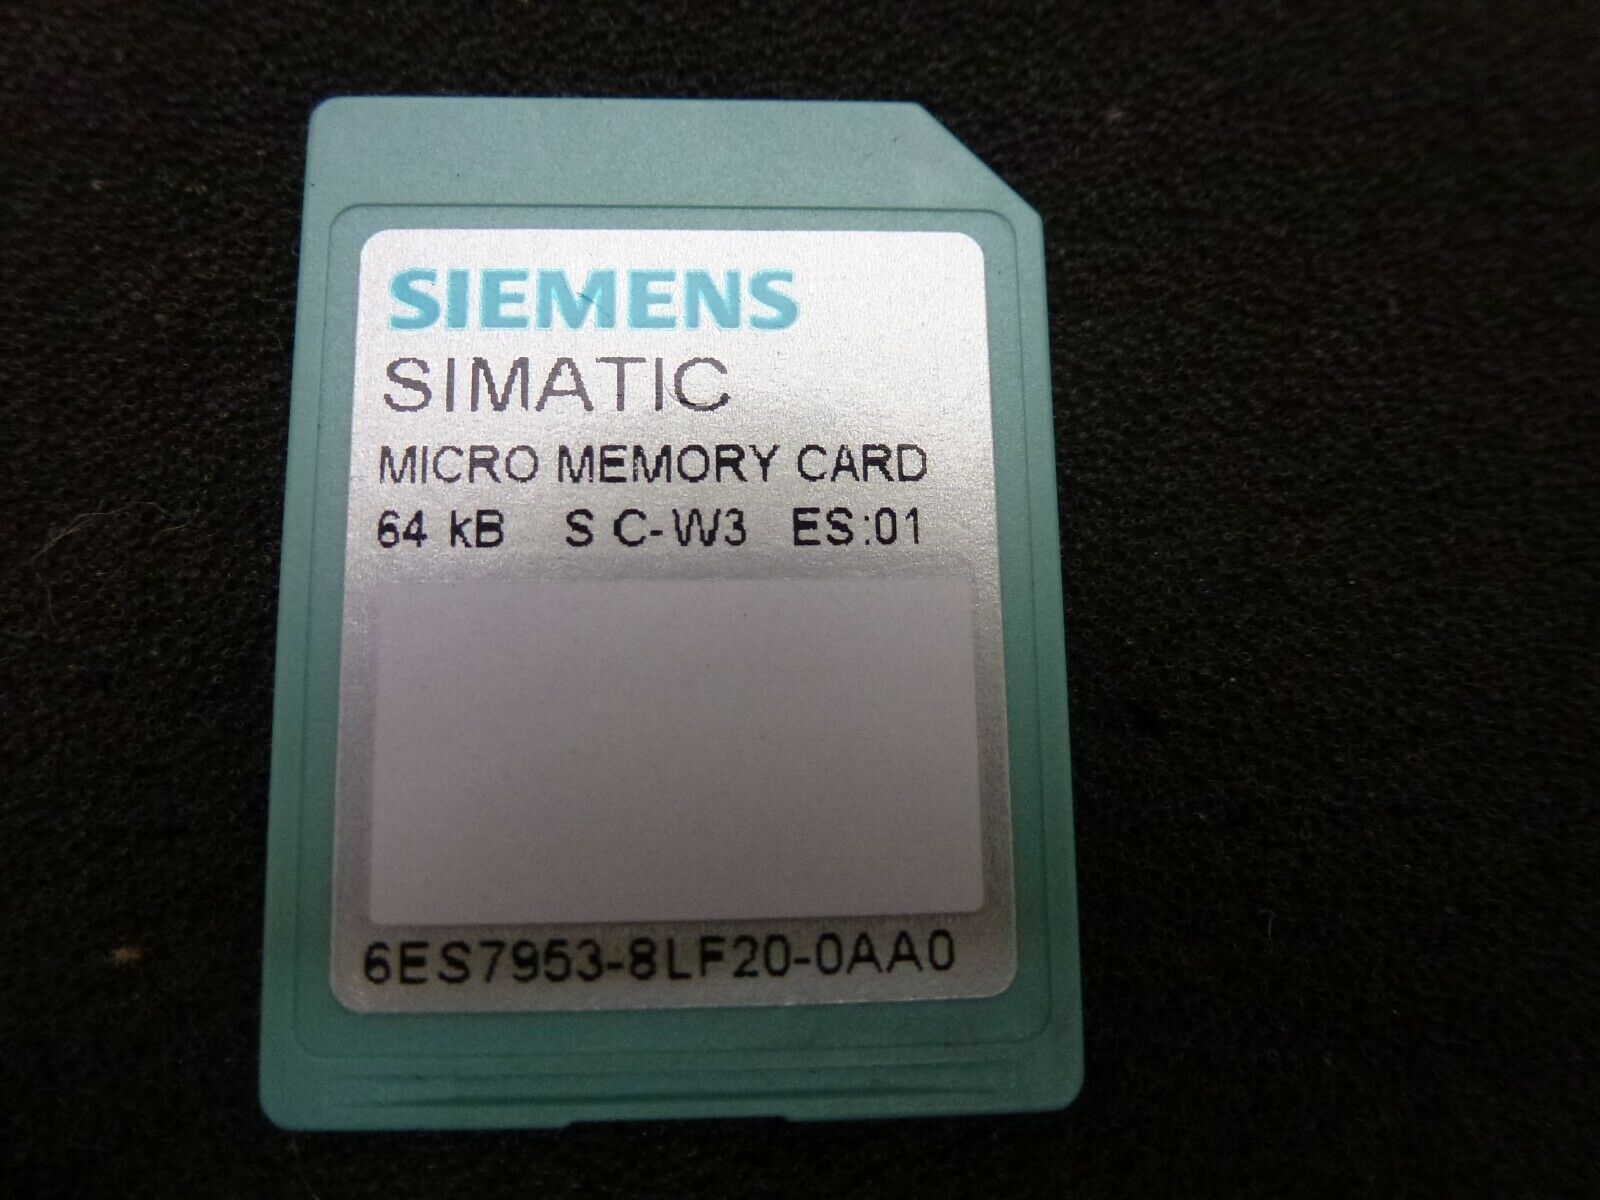 SIEMENS
SIMATIC
MICRO MEMORY CARD
64 kB S C-W3 ES:01
6ES7953-8LF20-0AA0